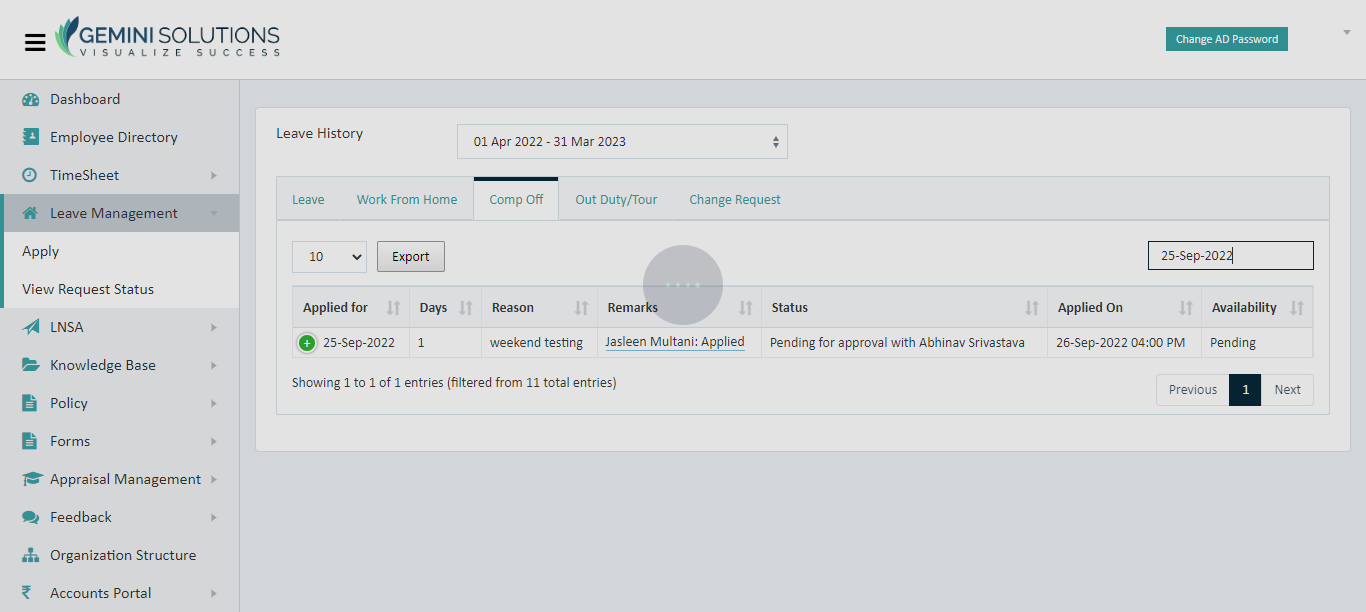 GEMINI SOLUTIONS
VISUALIZE SUCCESS
Change AD Password
Dashboard
Employee Directory
TimeSheet
Leave Management
Apply
View Request Status
LNSA
Knowledge Base
Policy
Forms
Appraisal Management
Feedback
Organization Structure
Accounts Portal
Leave History
01 Apr 2022 - 31 Mar 2023
Leave Work From Home Comp Off Out Duty/Tour Change Request
10 Export 25-Sep-2022
Applied for Days Reason Remarks Status Applied On Availability
25-Sep-2022 1 weekend testing Jasleen Multani: Applied Pending for approval with Abhinav Srivastava 26-Sep-2022 04:00 PM Pending
Showing 1 to 1 of 1 entries (filtered from 11 total entries)
Previous 1 Next